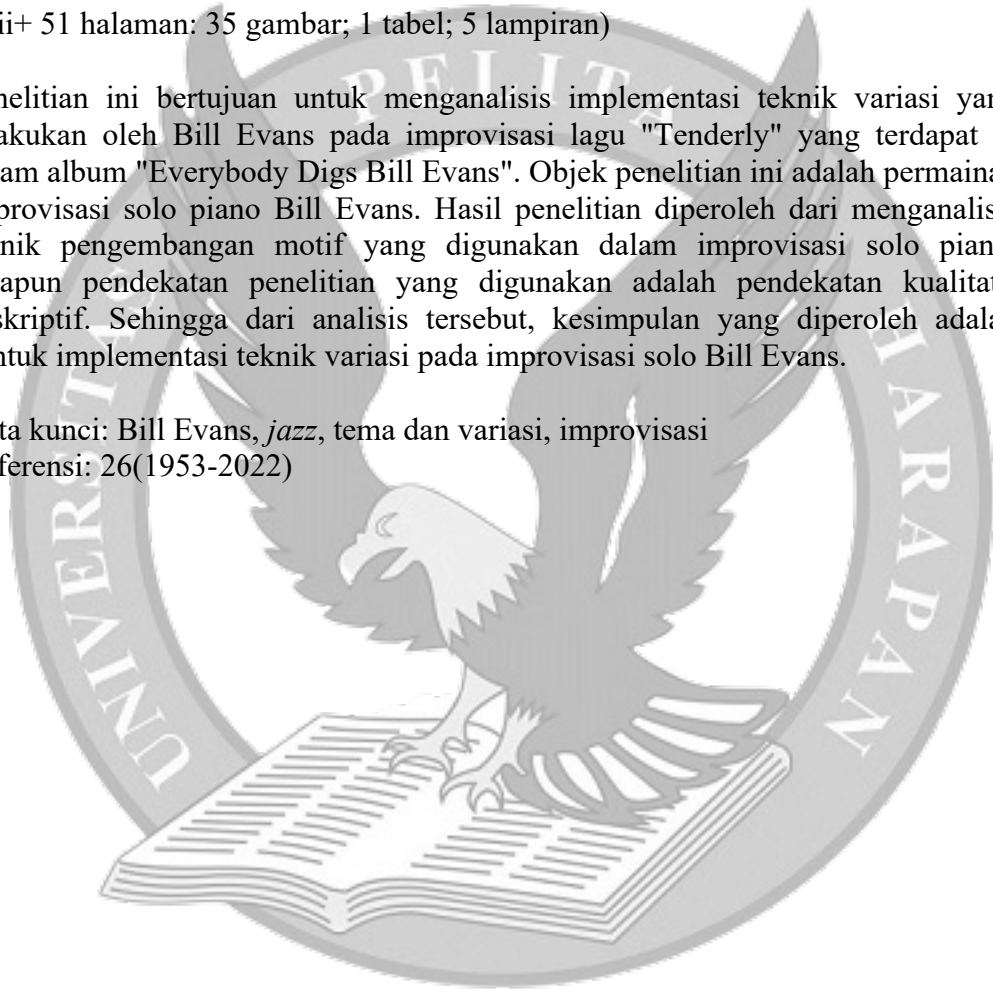 ii+ 51 halaman: 35 gambar; 1 tabel; 5 lampiran)
nelitian ini bertujuan untuk menganalisis implementasi teknik variasi yan
akukan oleh Bill Evans pada improvisasi lagu "Tenderly" yang terdapat
am album "Everybody Digs Bill Evans". Objek penelitian ini adalah permaina
provisasi solo piano Bill Evans. Hasil penelitian diperoleh dari menganalis
knik pengembangan motif yang digunakan dalam improvisasi solo pian
apun pendekatan penelitian yang digunakan adalah pendekatan kualitat
skriptif. Sehingga dari analisis tersebut, kesimpulan yang diperoleh adala
ntuk implementasi teknik variasi pada improvisasi solo Bill Evans.
ta kunci: Bill Evans, jazz, tema dan variasi, improvisasi
ferensi: 26(1953-2022)
UNIVERSITAS PELITA HARAPAN